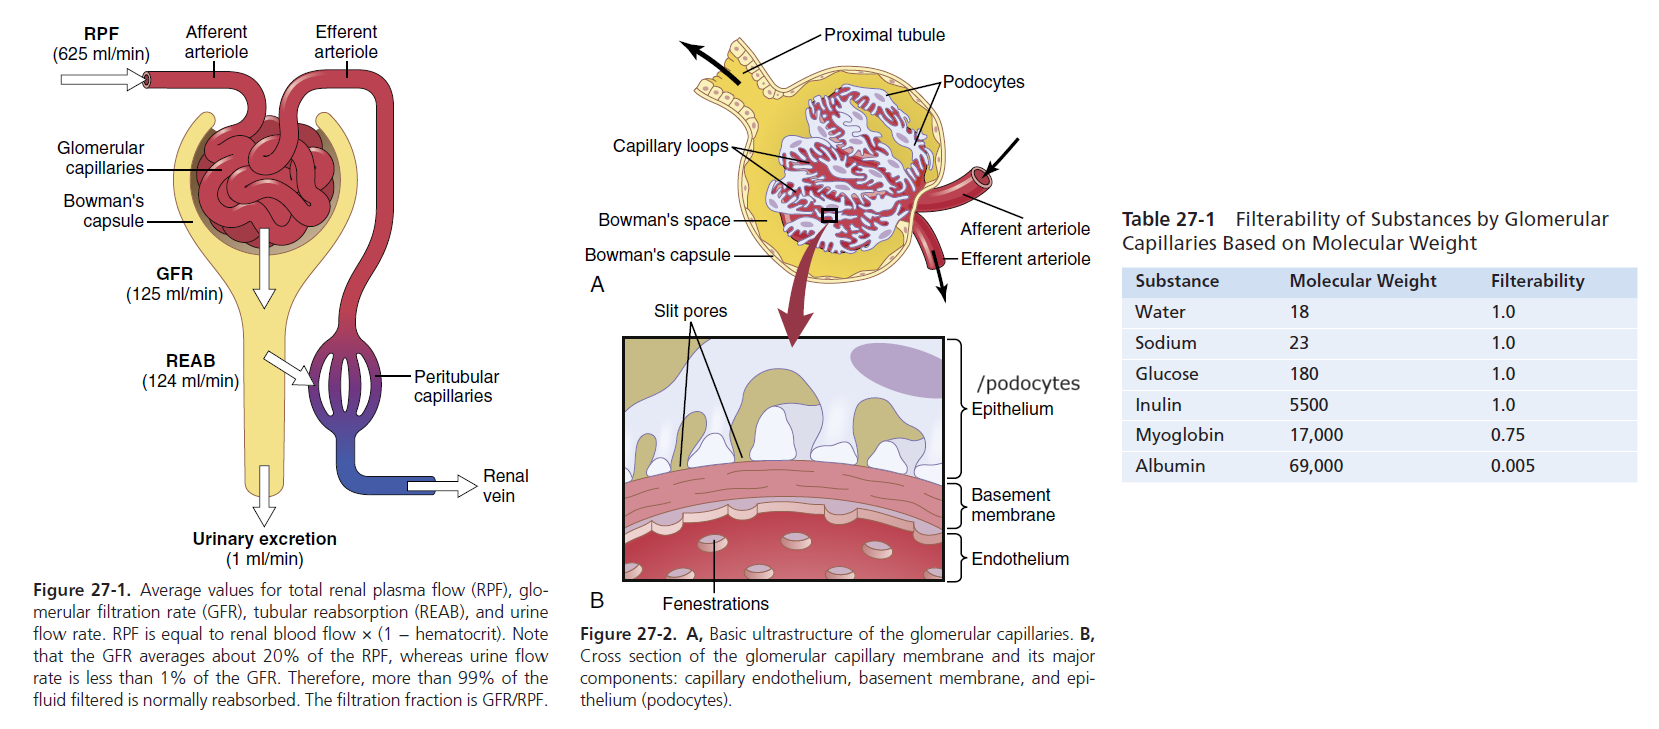 RPF
(625 ml/min)
Afferent
arteriole
Efferent
arteriole
Glomerular
capillaries
Bowman's
capsule
GFR
(125 ml/min)
REAB
(124 ml/min)
Peritubular
capillaries
Renal
vein
Urinary excretion
(1 ml/min)
Figure 27-1. Average values for total renal plasma flow (RPF), glo-
merular filtration rate (GFR), tubular reabsorption (REAB), and urine
flow rate. RPF is equal to renal blood flow × (1 − hematocrit). Note
that the GFR averages about 20% of the RPF, whereas urine flow
rate is less than 1% of the GFR. Therefore, more than 99% of the
fluid filtered is normally reabsorbed. The filtration fraction is GFR/RPF.
Proximal tubule
Podocytes
Capillary loops
Bowman's space
Bowman's capsule
Afferent arteriole
Efferent arteriole
A
Slit pores
/podocytes
Epithelium
Basement
membrane
Endothelium
B
Fenestrations
Figure 27-2. A, Basic ultrastructure of the glomerular capillaries. B,
Cross section of the glomerular capillary membrane and its major
components: capillary endothelium, basement membrane, and epi-
thelium (podocytes).
Table 27-1 Filterability of Substances by Glomerular
Capillaries Based on Molecular Weight
Substance Molecular Weight Filterability
Water 18 1.0
Sodium 23 1.0
Glucose 180 1.0
Inulin 5500 1.0
Myoglobin 17,000 0.75
Albumin 69,000 0.005